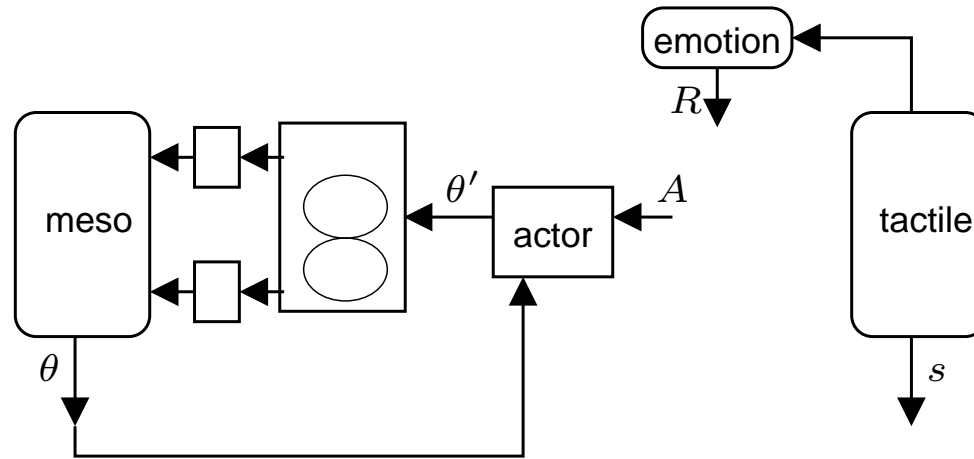 emotion
R
θ′
A
meso
actor
tactile
θ
s